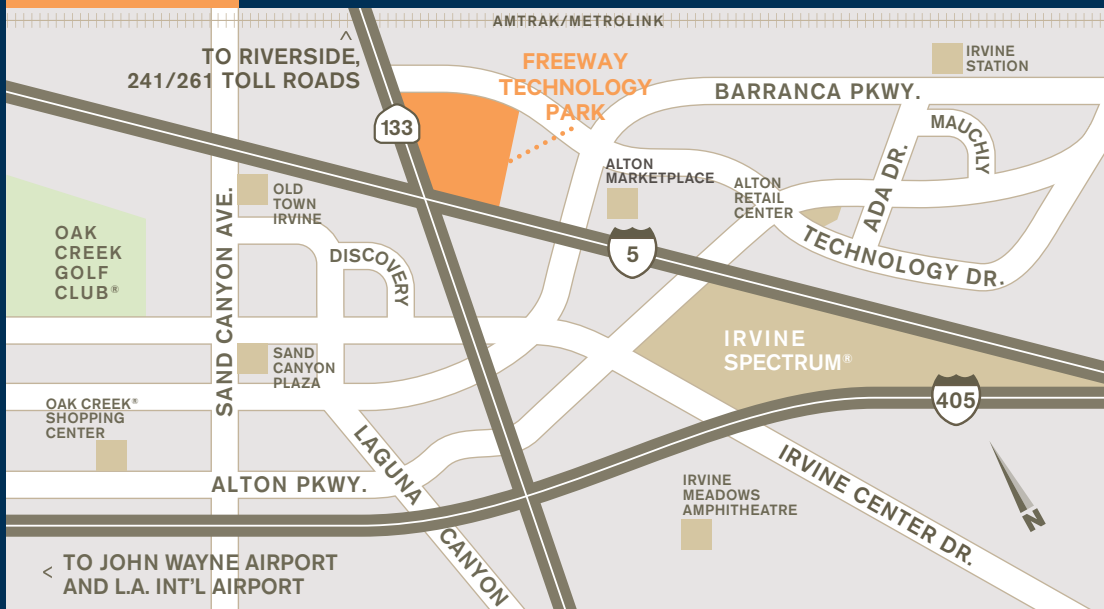 AMTRAK/METROLINK
TO RIVERSIDE,
241/261 TOLL ROADS
FREEWAY
TECHNOLOGY
PARK
IRVINE
STATION
BARRANCA PKWY.
133
MAUCHLY
ADA DR.
ALTON
MARKETPLACE
ALTON
RETAIL
CENTER
OLD
TOWN
IRVINE
SAND CANYON AVE.
OAK
CREEK
GOLF
CLUB®
DISCOVERY
5
TECHNOLOGY DR.
IRVINE
SPECTRUM®
SAND
CANYON
PLAZA
405
OAK CREEK®
SHOPPING
CENTER
LAGUNA
CANYON
ALTON PKWY.
IRVINE CENTER DR.
IRVINE
MEADOWS
AMPHITHEATRE
N
< TO JOHN WAYNE AIRPORT
AND L.A. INT'L AIRPORT